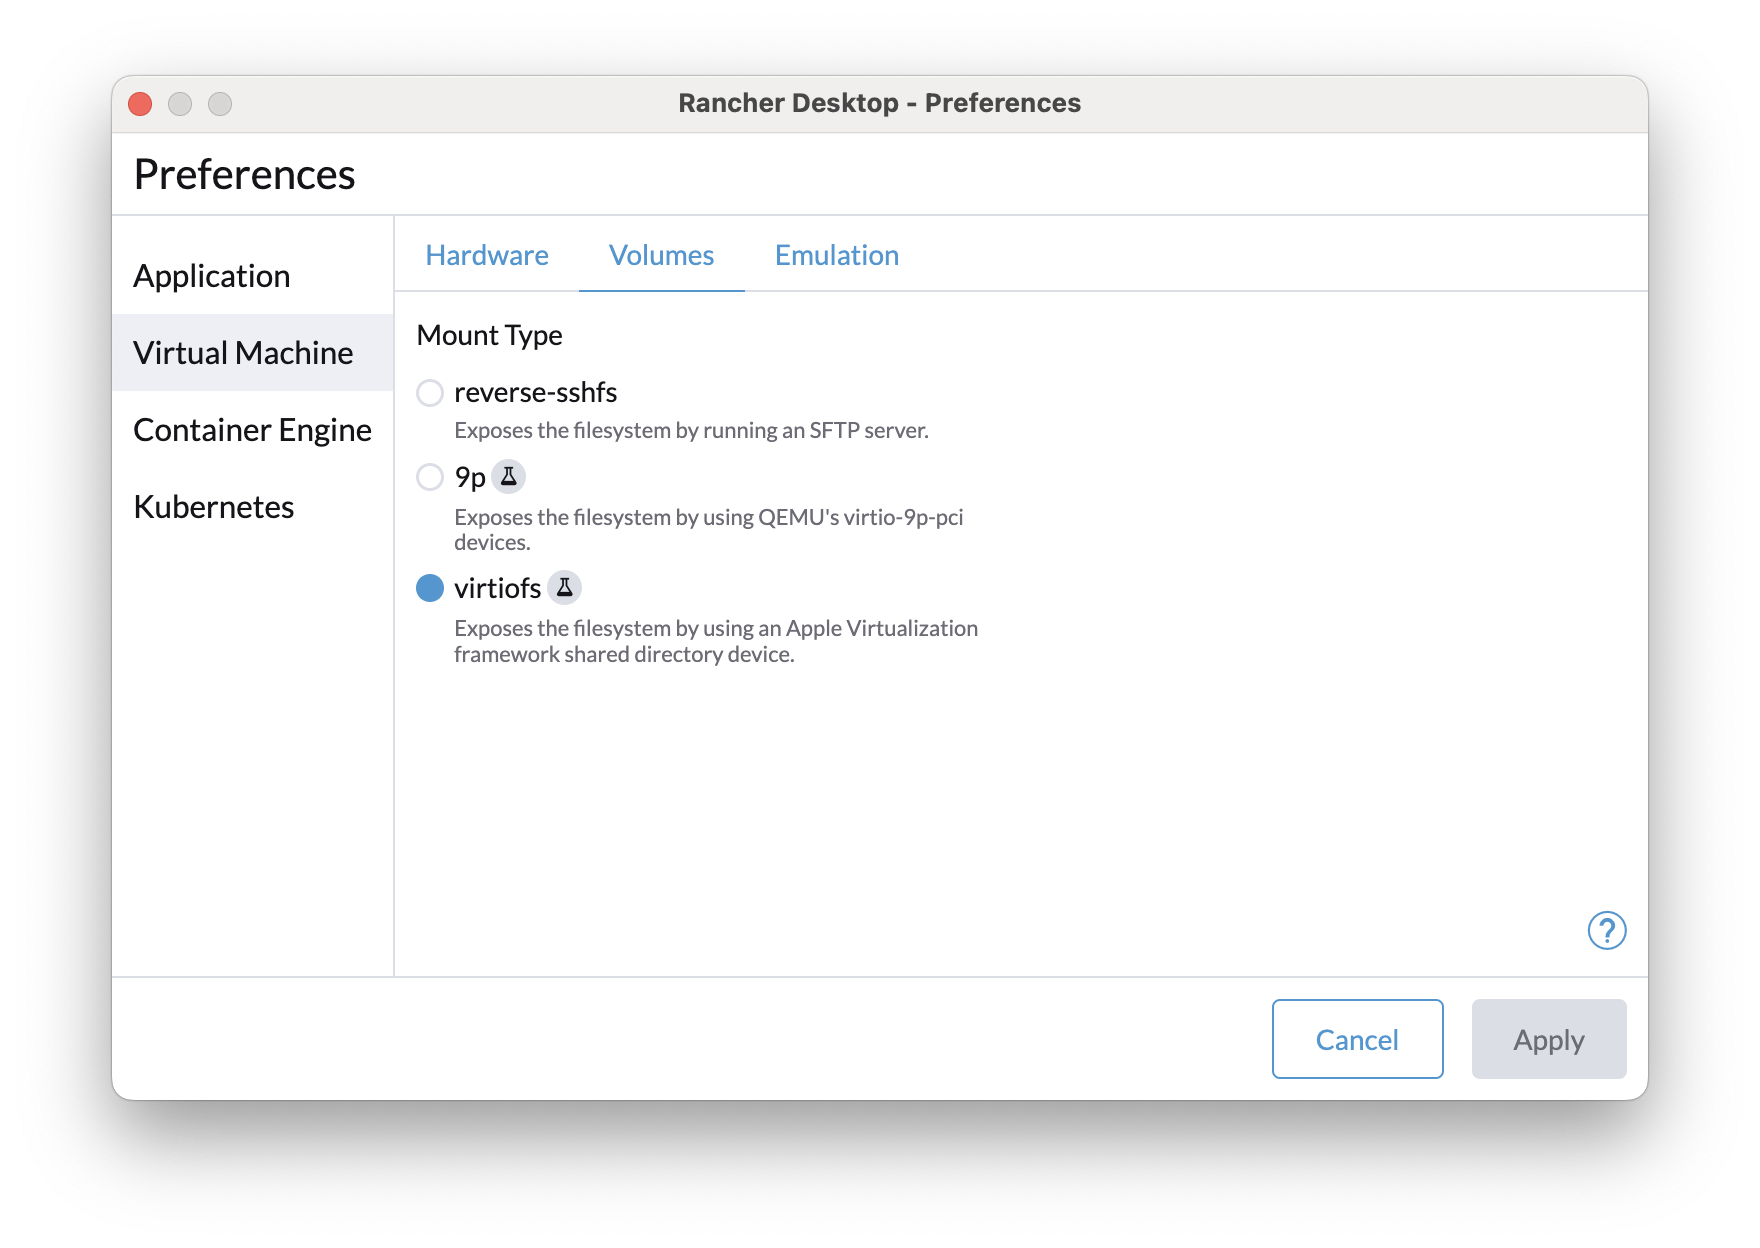 Rancher Desktop - Preferences
Preferences
Application
Virtual Machine
Container Engine
Kubernetes
Hardware
Volumes
Emulation
Mount Type
reverse-sshfs
Exposes the filesystem by running an SFTP server.
9p
Exposes the filesystem by using QEMU's virtio-9p-pci
devices.
virtiofs
Exposes the filesystem by using an Apple Virtualization
framework shared directory device.
?
Cancel
Apply